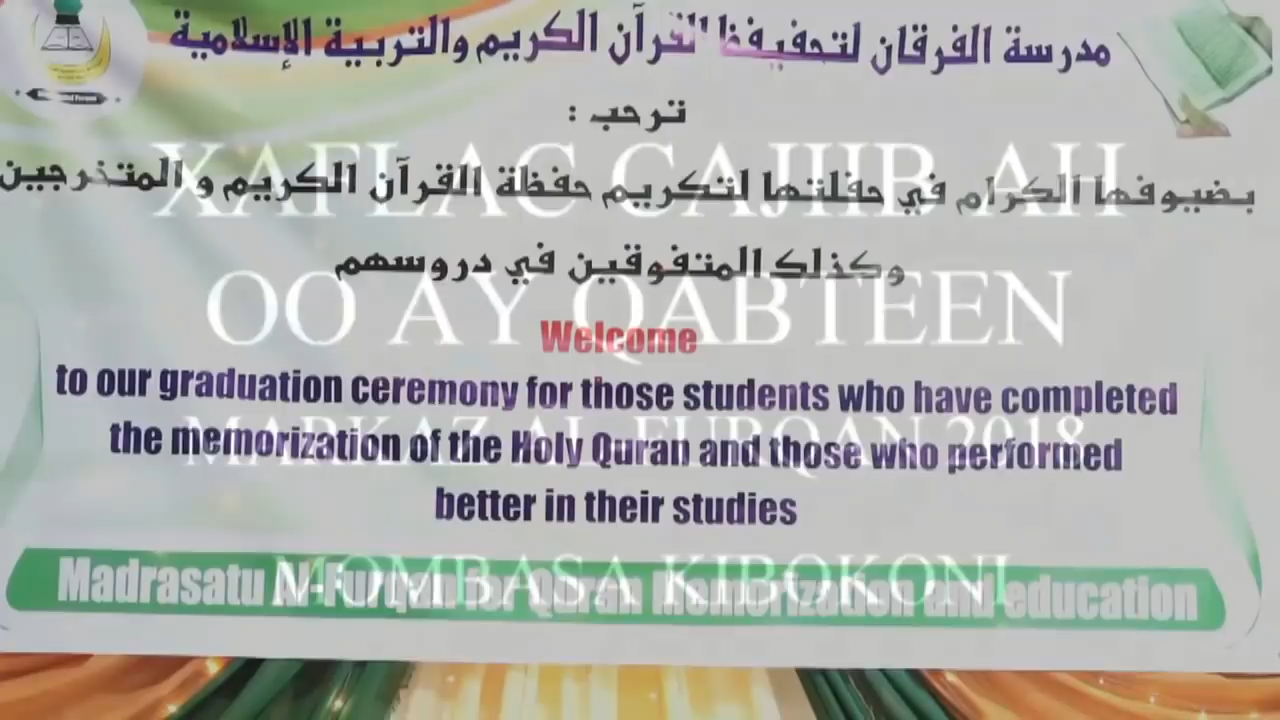 مدرسة الفرقان لتحفيفظ القرآن الكريم والتربية الإسلامية
ترحب :
بضيوفها الكرام في حفلتها لتكريم حفظة القرآن الكريم و المتخرجين
وكذلك المتفوقين في دروسهم
Welcome
to our graduation ceremony for those students who have completed
the memorization of the Holy Quran and those who performed
better in their studies
Madrasatu Al-Furqan for Quran Memorization and education
XAFLAC CAJIIB AH
OO AY QABTEEN
MARKAZ AL FURQAN 2018
MOMBASA KIBOKONI